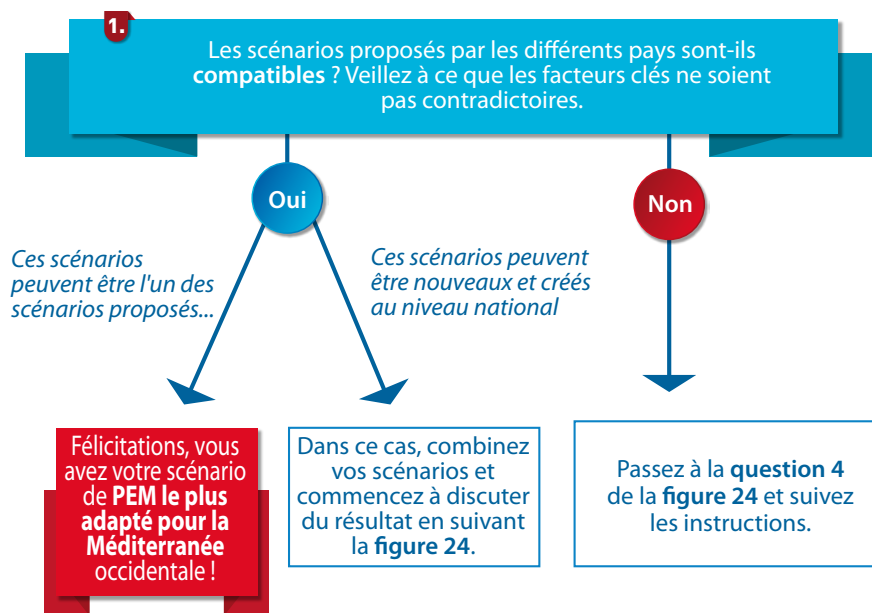 1.
Les scénarios proposés par les différents pays sont-ils
compatibles ? Veillez à ce que les facteurs clés ne soient
pas contradictoires.
Oui
Non
Ces scénarios
peuvent être l'un des
scénarios proposés...
Ces scénarios peuvent
être nouveaux et créés
au niveau national
Félicitations, vous
avez votre scénario
de PEM le plus
adapté pour la
Méditerranée
occidentale !
Dans ce cas, combinez
vos scénarios et
commencez à discuter
du résultat en suivant
la figure 24.
Passez à la question 4
de la figure 24 et suivez
les instructions.